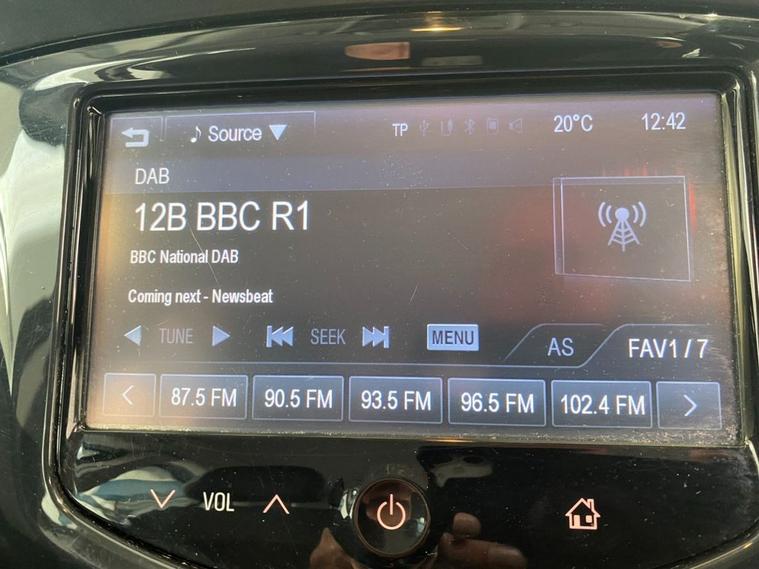 Source
TP
20°C
12:42
DAB
12B BBC R1
BBC National DAB
Coming next - Newsbeat
TUNE
SEEK
MENU
AS
FAV1 / 7
87.5 FM
90.5 FM
93.5 FM
96.5 FM
102.4 FM
VOL